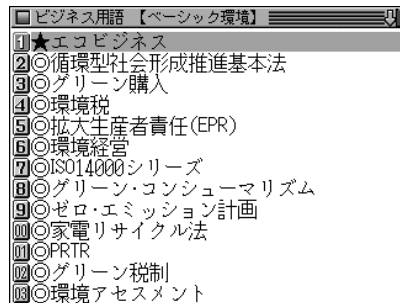 ビジネス用語 【ベーシック環境】
1★エコビジネス
2◎循環型社会形成推進基本法
3◎グリーン購入
4◎環境税
5◎拡大生産者責任(EPR)
6◎環境経営
7◎ISO14000シリーズ
8◎グリーン・コンシューマリズム
9◎ゼロ・エミッション計画
00◎家電リサイクル法
01◎PRTR
02◎グリーン税制
03◎環境アセスメント